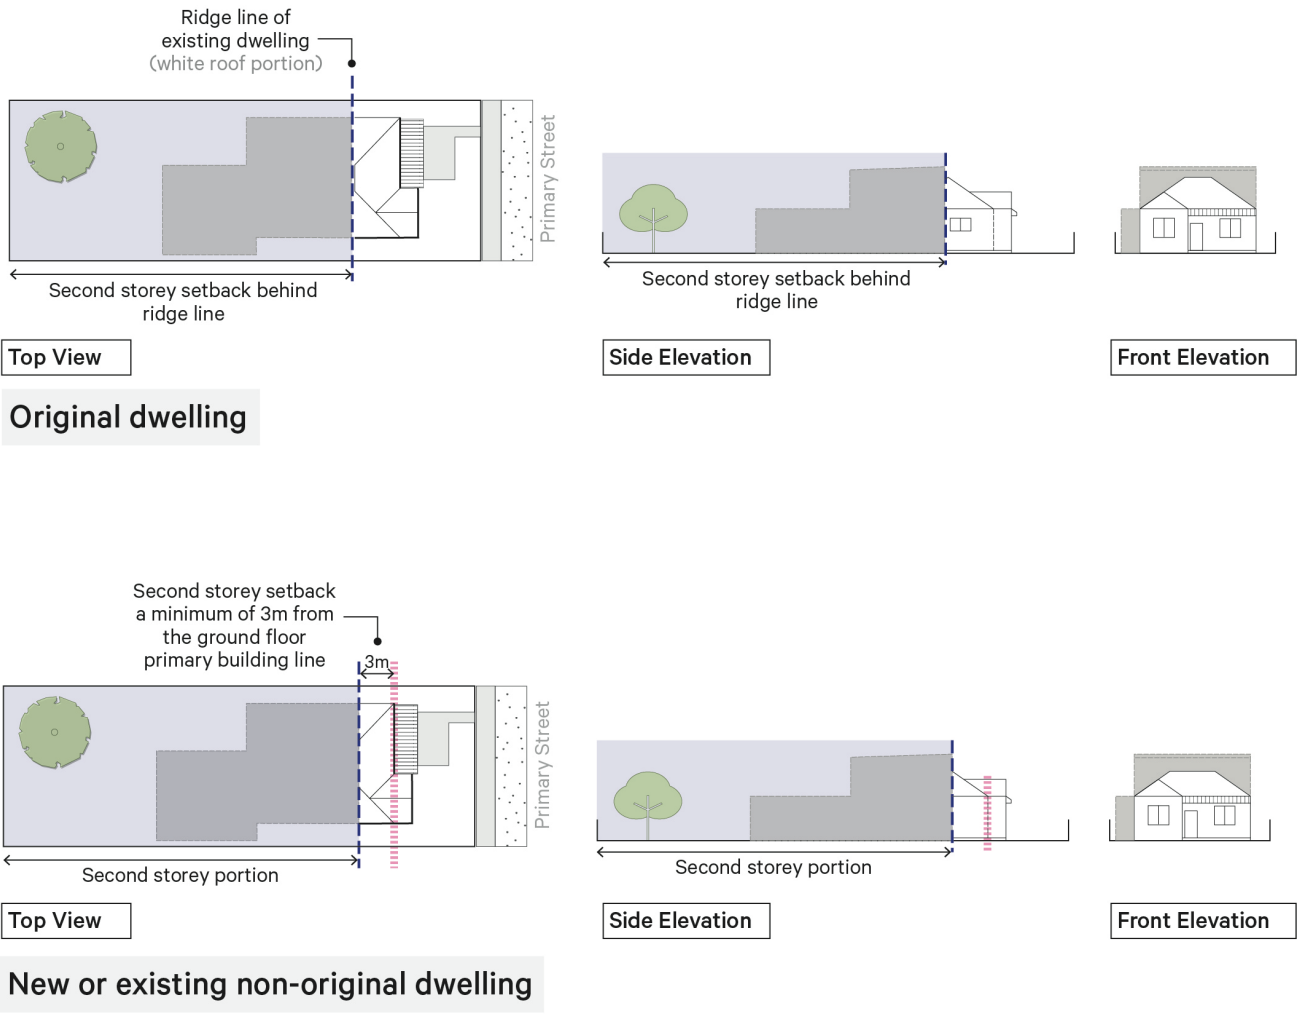 Ridge line of
existing dwelling
(white roof portion)
Primary Street
Second storey setback behind
ridge line
Second storey setback behind
ridge line
Top View
Side Elevation
Front Elevation
Original dwelling
Second storey setback
a minimum of 3m from
the ground floor
primary building line
3m
Primary Street
Second storey portion
Second storey portion
Top View
Side Elevation
Front Elevation
New or existing non-original dwelling